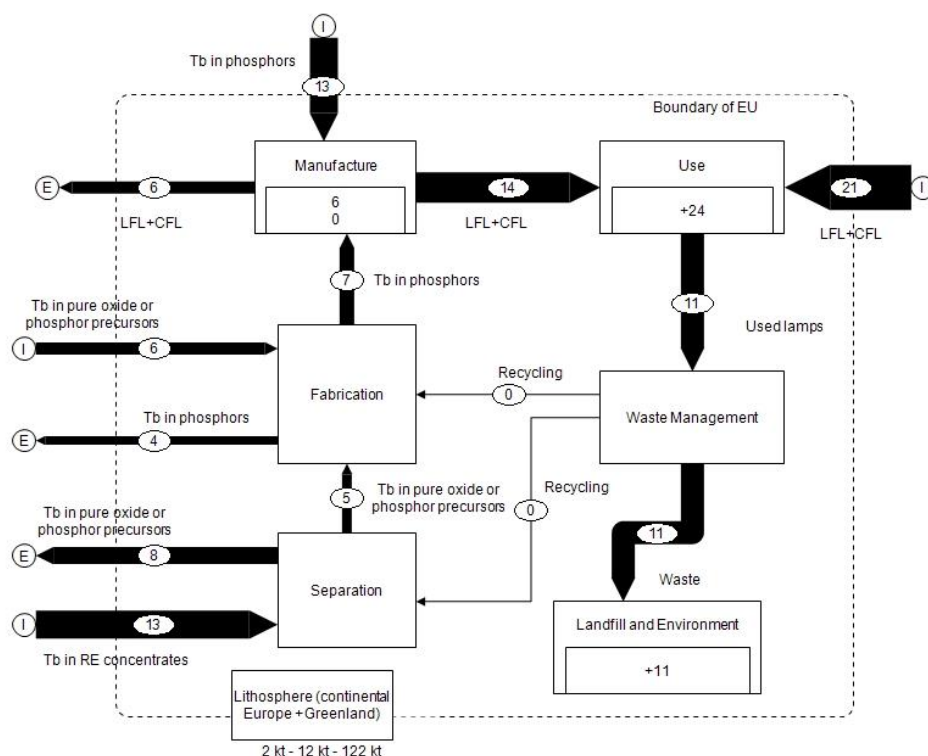 I
Tb in phosphors
13
Boundary of EU
Manufacture
6
0
Use
+24
E
6
LFL+CFL
14
LFL+CFL
21
I
LFL+CFL
7
Tb in phosphors
11
Used lamps
Tb in pure oxide or
phosphor precursors
I
6
Fabrication
Recycling
0
Waste Management
Tb in phosphors
E
4
Tb in pure oxide or
phosphor precursors
5
Tb in pure oxide or
phosphor precursors
Recycling
0
E
8
Separation
11
Waste
I
13
Tb in RE concentrates
Landfill and Environment
+11
Lithosphere (continental
Europe +Greenland)
2 kt - 12 kt - 122 kt